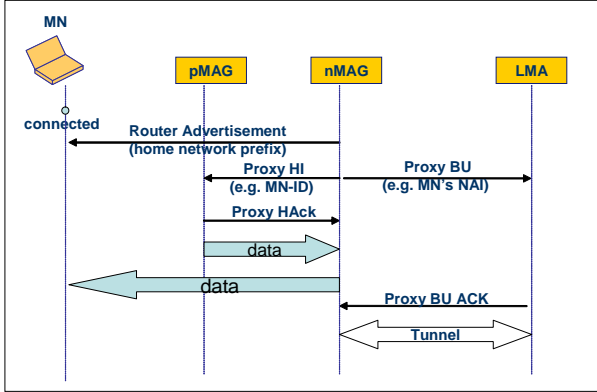 MN
pMAG
nMAG
LMA
connected
Router Advertisement
(home network prefix)
Proxy HI
(e.g. MN-ID)
Proxy BU
(e.g. MN's NAI)
Proxy HAck
data
data
Proxy BU ACK
Tunnel